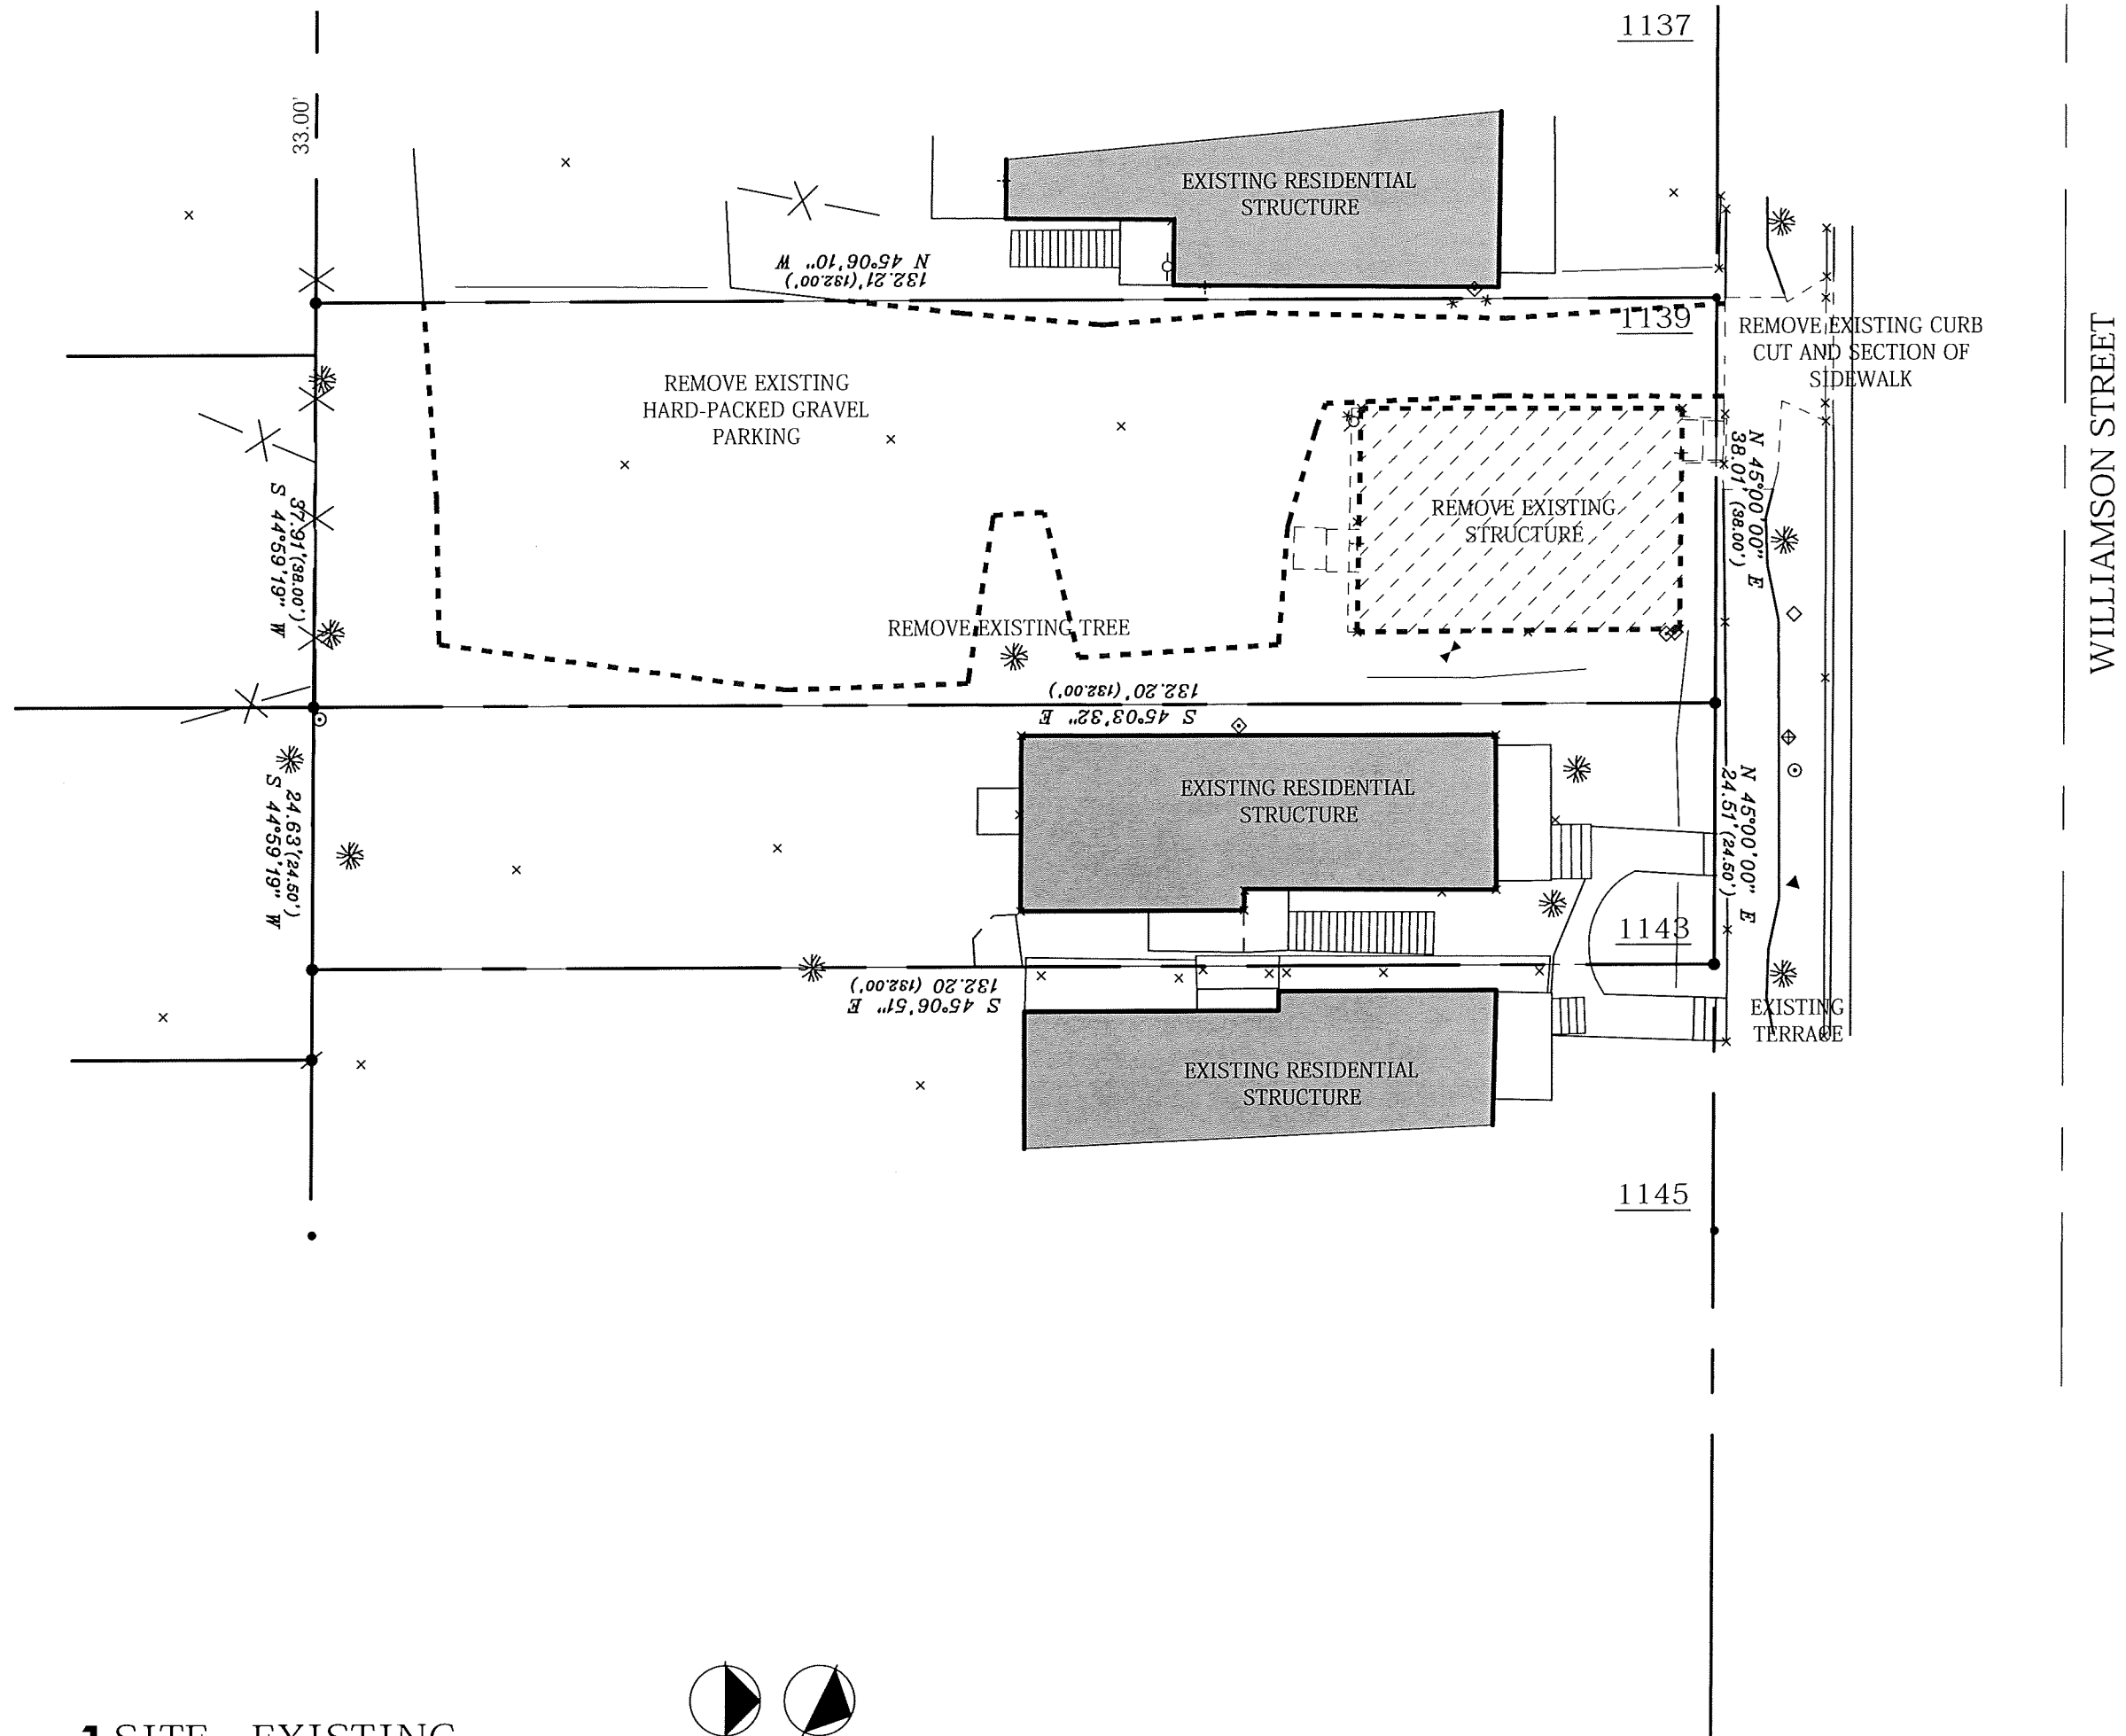 1137
33.00'
EXISTING RESIDENTIAL
STRUCTURE
N 45°06'10" W
132.21'(132.00')
1139
REMOVE EXISTING CURB
CUT AND SECTION OF
SIDEWALK
WILLIAMSON STREET
REMOVE EXISTING
HARD-PACKED GRAVEL
PARKING
N 45°00'00" E
38.01' (38.00')
REMOVE EXISTING
STRUCTURE
37.91'(38.00')
S 44°59'19" W
REMOVE EXISTING TREE
132.20'(132.00')
S 45°03'32" E
EXISTING RESIDENTIAL
STRUCTURE
N 45°00'00" E
24.51' (24.50')
24.63'(24.50')
S 44°59'19" W
1143
132.20 (132.00')
S 45°06'51" E
EXISTING
TERRACE
EXISTING RESIDENTIAL
STRUCTURE
1145
1 SITE - EXISTING